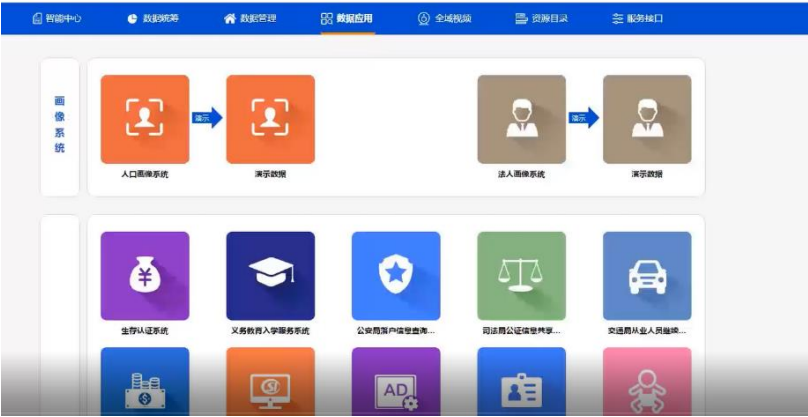 智能中心
数据统筹
数据管理
数据应用
全域视频
资源目录
服务接口
画像系统
演示
演示
人口画像系统
演示数据
法人画像系统
演示数据
生存认证系统
义务教育入学服务系统
公安局落户信息查询...
司法局公证信息共享...
交通局从业人员继续...
AD